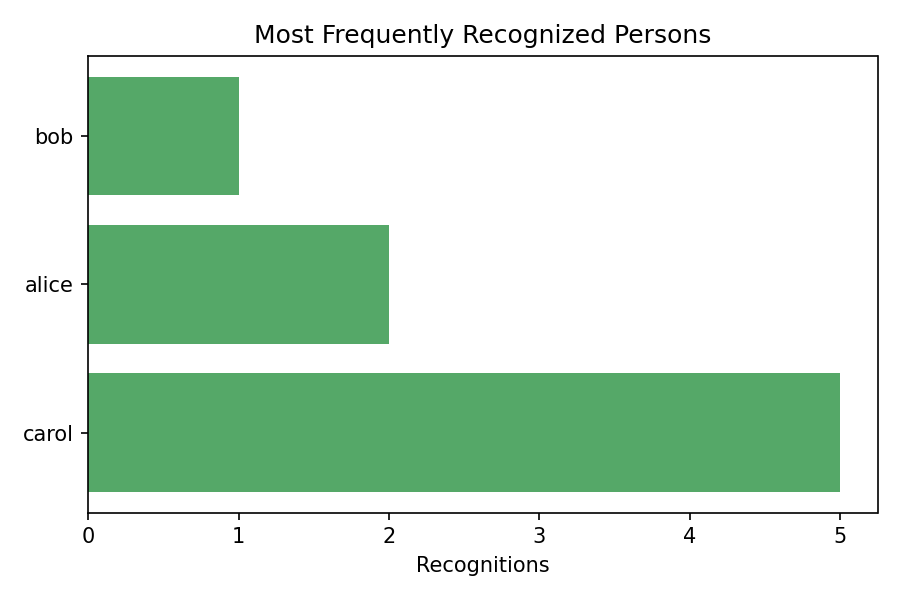 Most Frequently Recognized Persons
bob
alice
carol
0 1 2 3 4 5
Recognitions